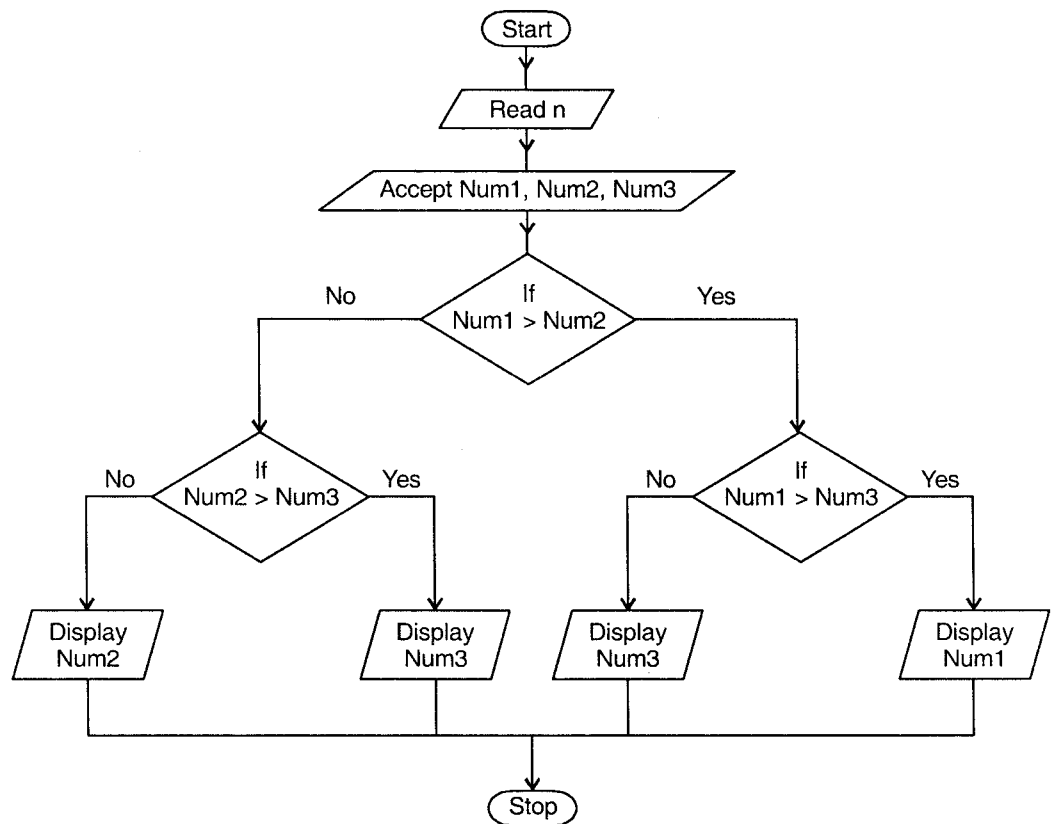 Start
Read n
Accept Num1, Num2, Num3
If
Num1 > Num2
No
Yes
If
Num2 > Num3
No
Yes
If
Num1 > Num3
No
Yes
Display
Num2
Display
Num3
Display
Num3
Display
Num1
Stop